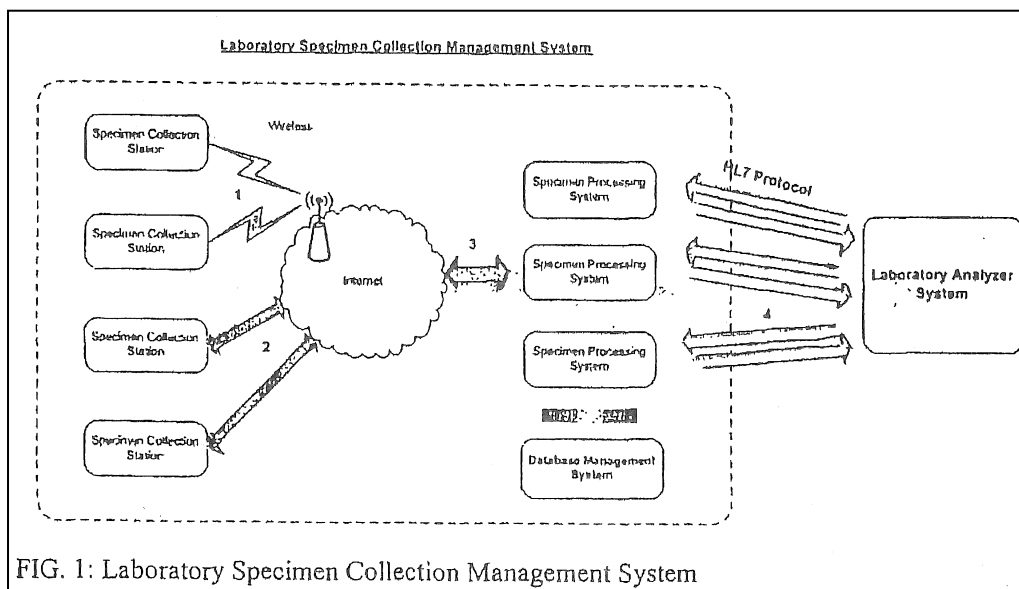 Laboratory Specimen Collection Management System
Specimen Collection
Station
Wireless
1
Specimen Collection
Station
Internet
Specimen Collection
Station
2
Specimen Collection
Station
3
Specimen Processing
System
HL7 Protocol
Specimen Processing
System
Specimen Processing
System
4
Database Management
System
Laboratory Analyzer
System
FIG. 1: Laboratory Specimen Collection Management System